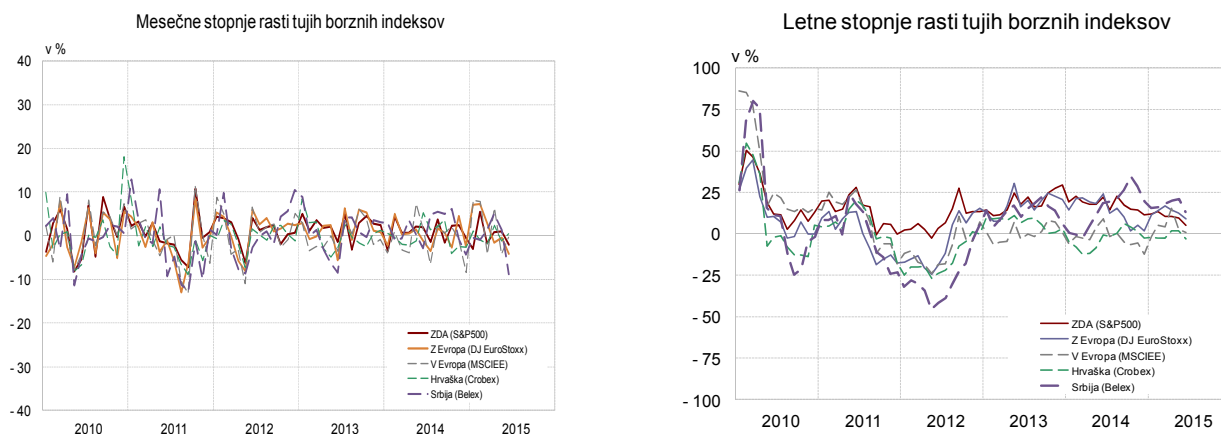 Mesečne stopnje rasti tujih borznih indeksov
v %
40
30
20
10
0
- 10
- 20
- 30
- 40
2010 2011 2012 2013 2014 2015
ZDA (S&P500)
Z Evropa (DJ EuroStoxx)
V Evropa (MSCIEE)
Hrvaška (Crobex)
Srbija (Belex)
Letne stopnje rasti tujih borznih indeksov
v %
100
75
50
25
0
- 25
- 50
- 75
- 100
2010 2011 2012 2013 2014 2015
ZDA (S&P500)
Z Evropa (DJ EuroStoxx)
V Evropa (MSCIEE)
Hrvaška (Crobex)
Srbija (Belex)